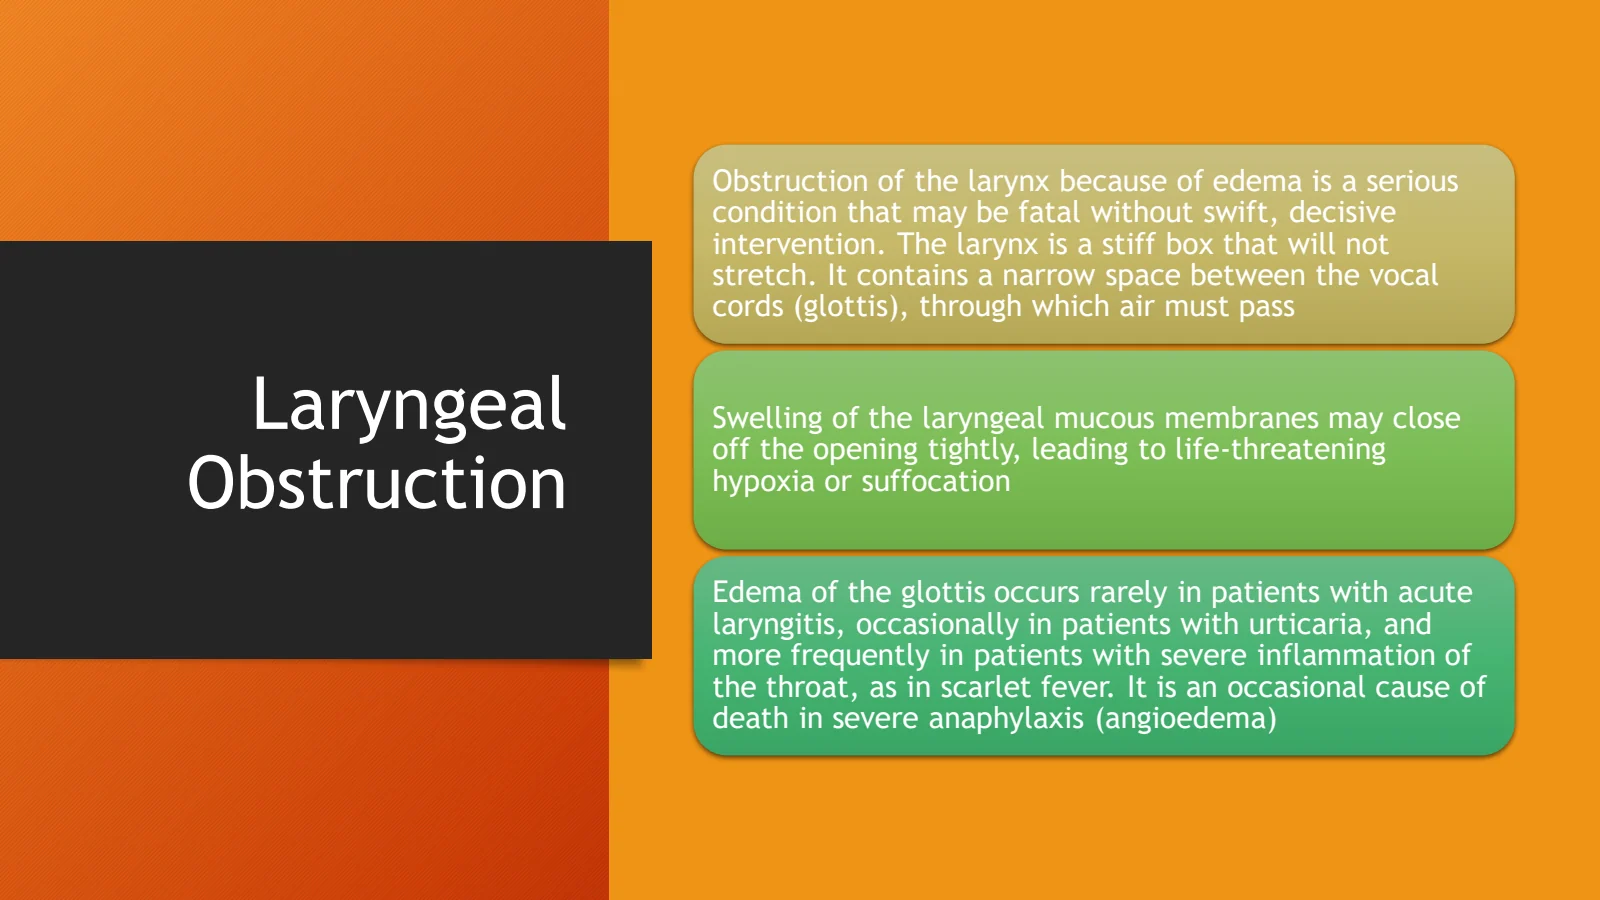 Laryngeal
Obstruction
Obstruction of the larynx because of edema is a serious
condition that may be fatal without swift, decisive
intervention. The larynx is a stiff box that will not
stretch. It contains a narrow space between the vocal
cords (glottis), through which air must pass
Swelling of the laryngeal mucous membranes may close
off the opening tightly, leading to life-threatening
hypoxia or suffocation
Edema of the glottis occurs rarely in patients with acute
laryngitis, occasionally in patients with urticaria, and
more frequently in patients with severe inflammation of
the throat, as in scarlet fever. It is an occasional cause of
death in severe anaphylaxis (angioedema)